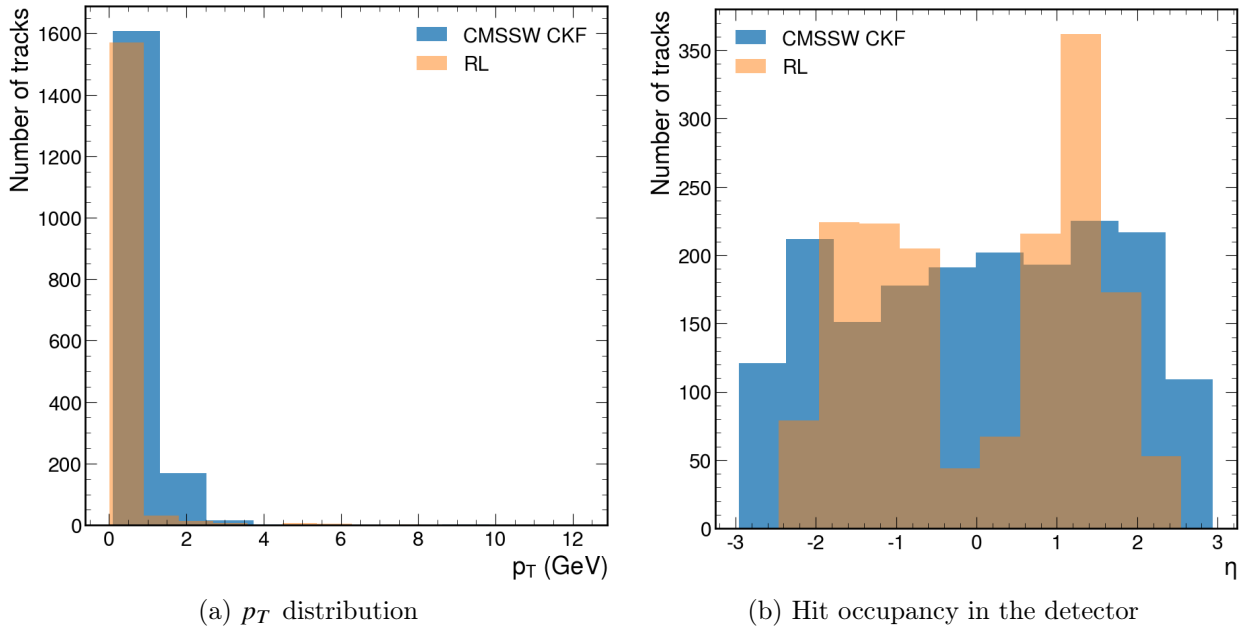 Number of tracks
1600
1400
1200
1000
800
600
400
200
0
0 2 4 6 8 10 12
p_T (GeV)
CMSSW CKF
RL
(a) p_T distribution
Number of tracks
350
300
250
200
150
100
50
0
-3 -2 -1 0 1 2 3
η
CMSSW CKF
RL
(b) Hit occupancy in the detector